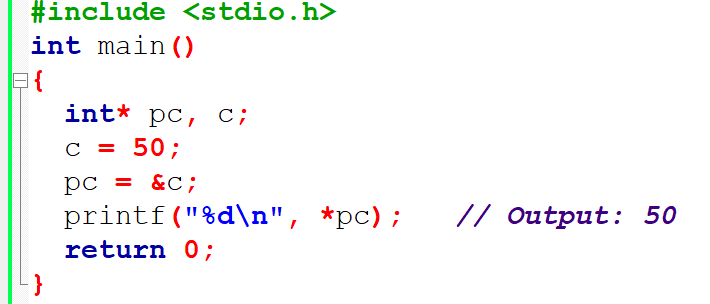 #include <stdio.h>
int main()
{
int* pc, c;
c = 50;
pc = &c;
printf("%d\n", *pc); // Output: 50
return 0;
}